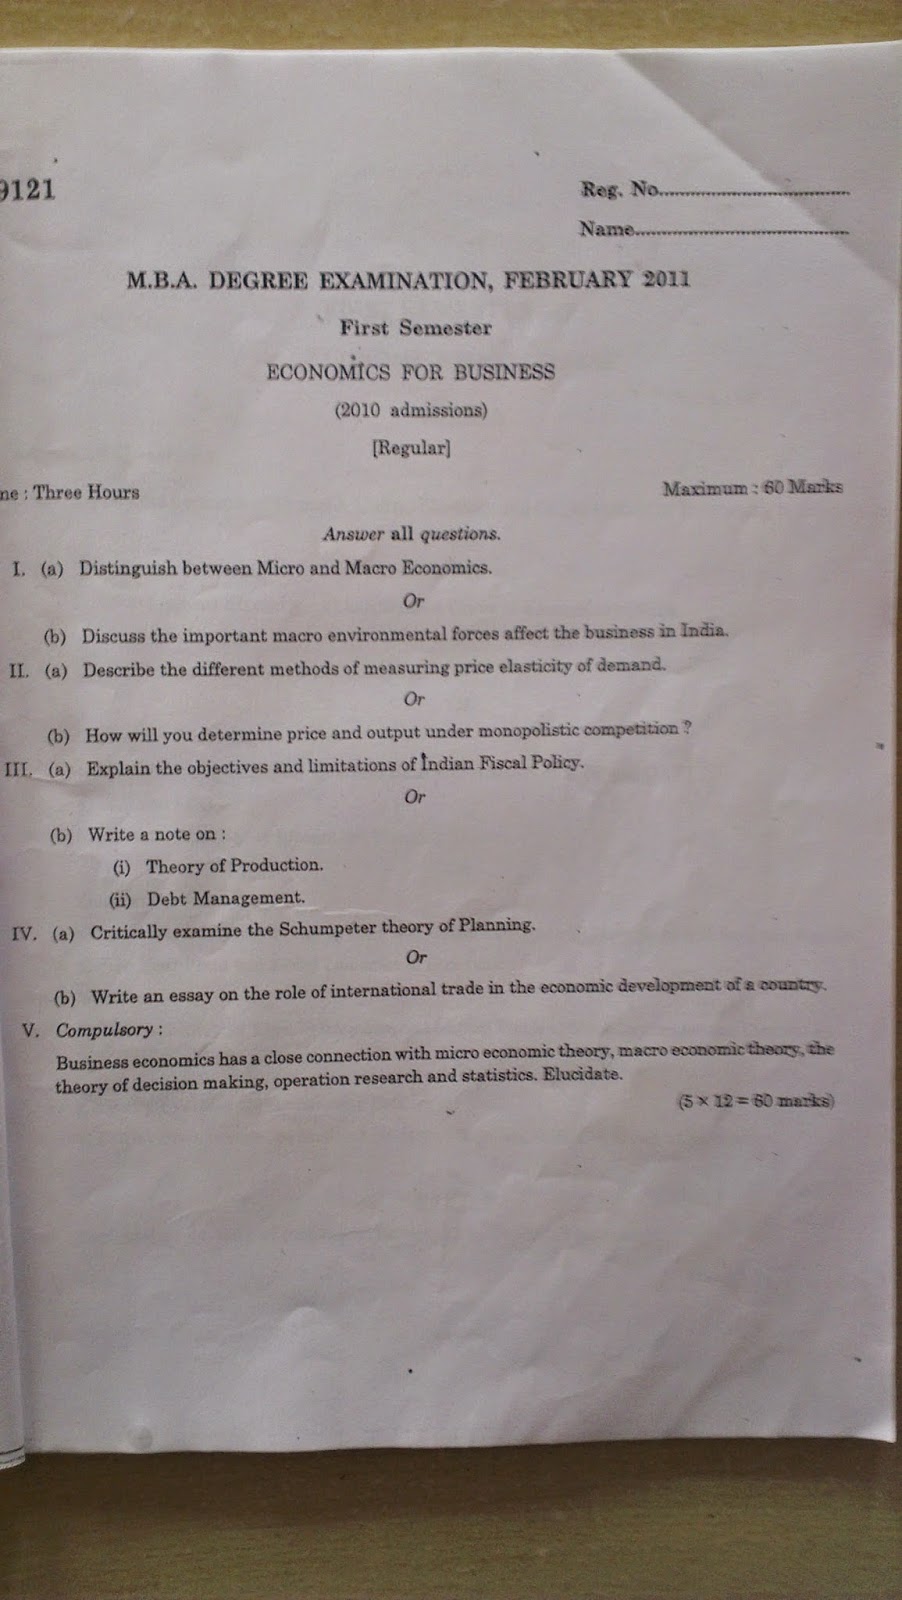 9121
Reg. No..........................................
Name..............................................
M.B.A. DEGREE EXAMINATION, FEBRUARY 2011
First Semester
ECONOMICS FOR BUSINESS
(2010 admissions)
[Regular]
ne : Three Hours
Maximum : 60 Marks
Answer all questions.
I. (a) Distinguish between Micro and Macro Economics.
Or
(b) Discuss the important macro environmental forces affect the business in India.
II. (a) Describe the different methods of measuring price elasticity of demand.
Or
(b) How will you determine price and output under monopolistic competition ?
III. (a) Explain the objectives and limitations of Indian Fiscal Policy.
Or
(b) Write a note on :
(i) Theory of Production.
(ii) Debt Management.
IV. (a) Critically examine the Schumpeter theory of Planning.
Or
(b) Write an essay on the role of international trade in the economic development of a country.
V. Compulsory :
Business economics has a close connection with micro economic theory, macro economic theory, the
theory of decision making, operation research and statistics. Elucidate.
(5 × 12 = 60 marks)